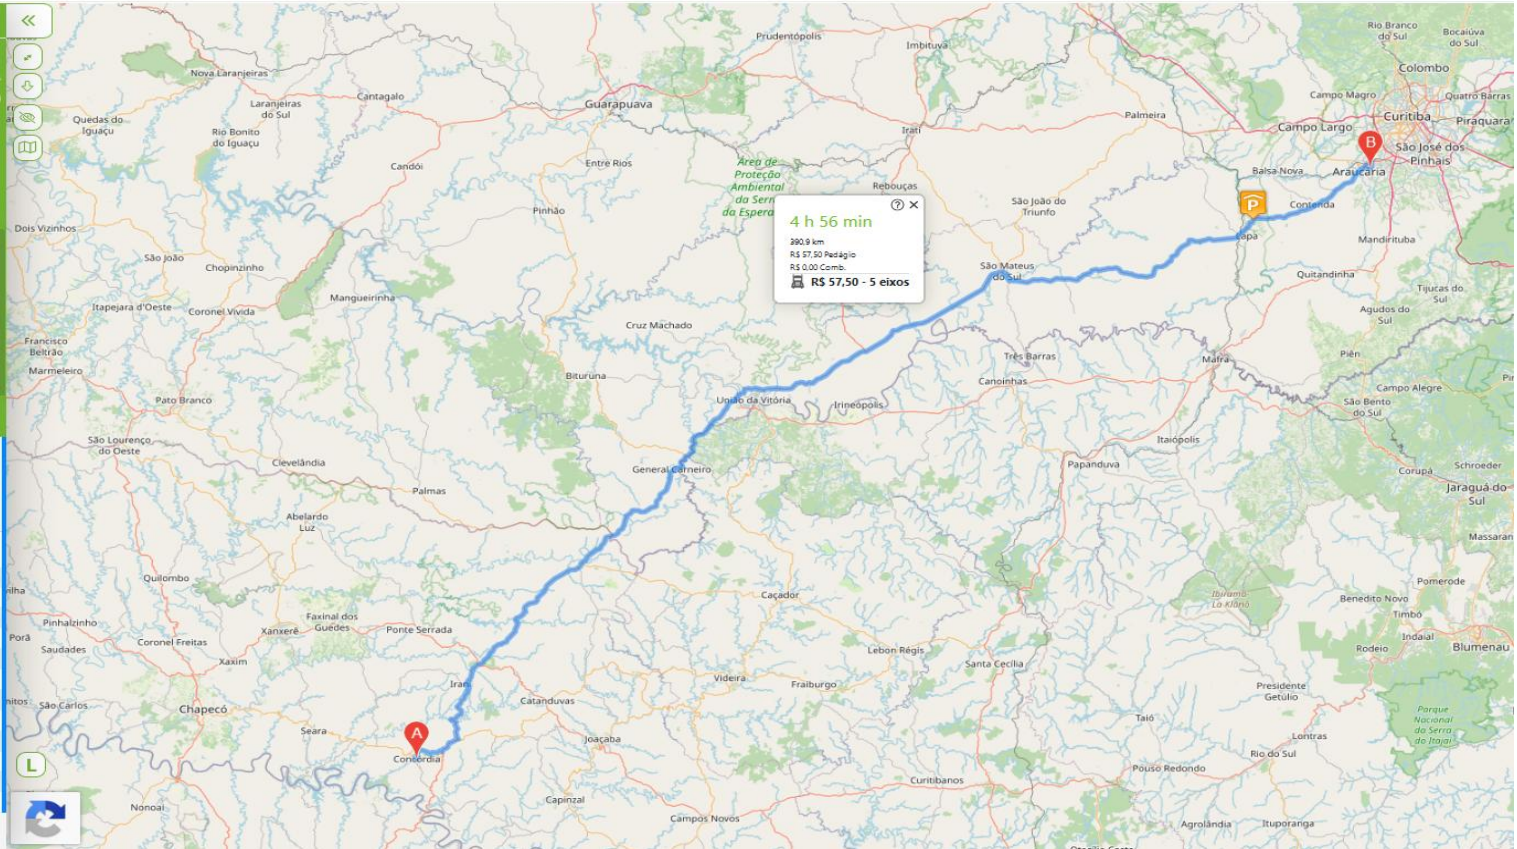 Rio Branco
do Sul
Bocaiúva
do Sul
Prudentópolis
Imbituva
Nova Laranjeiras
Colombo
Cantagalo
Laranjeiras
do Sul
Guarapuava
Campo Magro
Quatro Barras
Palmeira
Curitiba
Piraquara
Quedas do
Iguaçu
Rio Bonito
do Iguaçu
Irati
Campo Largo
B
São José dos
Pinhais
Candói
Entre Rios
Área de
Proteção
Ambiental
da Serr
da Espera
Balsa Nova
Araucária
Rebouças
P
Contenda
São João do
Triunfo
Pinhão
4 h 56 min
390,9 km
R$ 57,50 Pedágio
R$ 0,00 Comb.
R$ 57,50 - 5 eixos
Dois Vizinhos
Lapa
Mandirituba
São João
Chopinzinho
São Mateus
do Sul
Quitandinha
Mangueirinha
Tijucas do
Sul
Itapejara d'Oeste
Coronel Vivida
Agudos do
Sul
Cruz Machado
Francisco
Beltrão
Três Barras
Mafra
Piên
Marmeleiro
Bituruna
Canoinhas
Campo Alegre
Pato Branco
União da Vitória
Irineópolis
São Bento
do Sul
São Lourenço
do Oeste
Itaiópolis
Clevelândia
General Carneiro
Papanduva
Corupá
Schroeder
Palmas
Jaraguá do
Sul
Abelardo
Luz
Massaran
Quilombo
Pomerode
Caçador
Ibirama
La Klãnõ
Benedito Novo
Timbó
Pinhalzinho
Faxinal dos
Guedes
Xanxerê
Ponte Serrada
Indaial
Saudades
Coronel Freitas
Lebon Régis
Rodeio
Blumenau
Xaxim
Santa Cecília
Irani
Videira
Fraiburgo
Presidente
Getúlio
São Carlos
Chapecó
Catanduvas
Taió
Parque
Nacional
da Serra
do Itajaí
Seara
A
Joaçaba
Lontras
Concórdia
Rio do Sul
L
Pouso Redondo
Curitibanos
Capinzal
Nonoai
Campos Novos
Agrolândia
Ituporanga